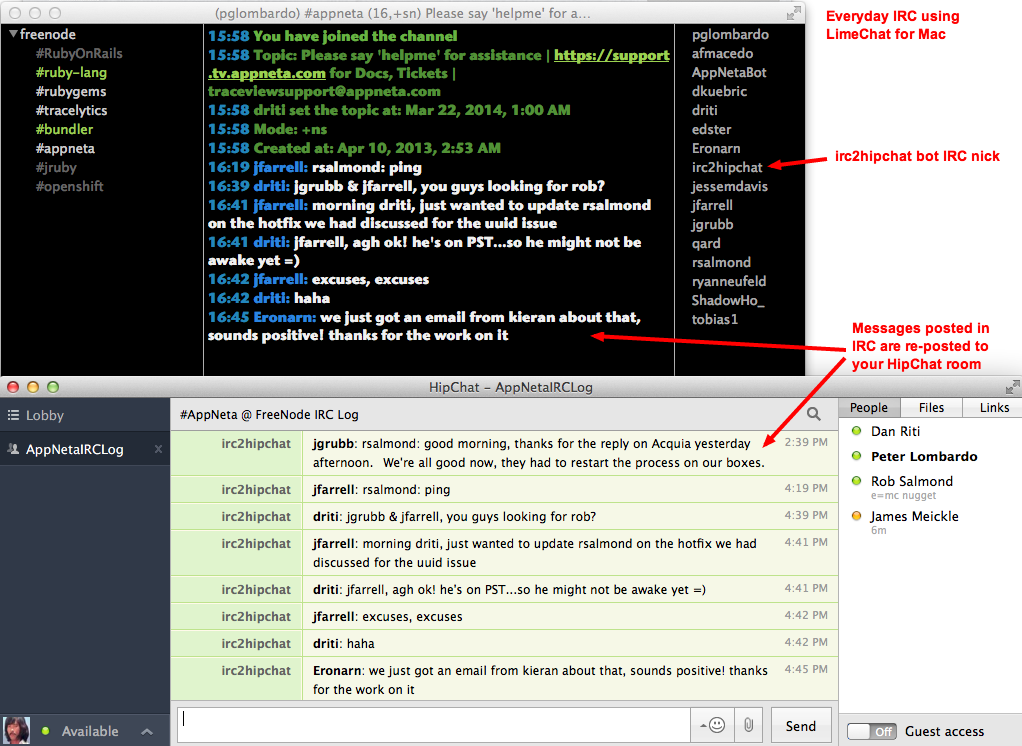 (pglombardo) #appneta (16,+sn) Please say 'helpme' for a...
freenode
#RubyOnRails
#ruby-lang
#rubygems
#tracelytics
#bundler
#appneta
#jruby
#openshift
15:58 You have joined the channel
15:58 Topic: Please say 'helpme' for assistance | https://support
.tv.appneta.com for Docs, Tickets |
traceviewsupport@appneta.com
15:58 driti set the topic at: Mar 22, 2014, 1:00 AM
15:58 Mode: +ns
15:58 Created at: Apr 10, 2013, 2:53 AM
16:19 jfarrell: rsalmond: ping
16:39 driti: jgrubb & jfarrell, you guys looking for rob?
16:41 jfarrell: morning driti, just wanted to update rsalmond
on the hotfix we had discussed for the uuid issue
16:41 driti: jfarrell, agh ok! he's on PST...so he might not be
awake yet =)
16:42 jfarrell: excuses, excuses
16:42 driti: haha
16:45 Eronarn: we just got an email from kieran about that,
sounds positive! thanks for the work on it
pglombardo
afmacedo
AppNetaBot
dkuebric
driti
edster
Eronarn
irc2hipchat
jessemdavis
jfarrell
jgrubb
qard
rsalmond
ryanneufeld
ShadowHo_
tobias1
Everyday IRC using
LimeChat for Mac
irc2hipchat bot IRC nick
Messages posted in
IRC are re-posted to
your HipChat room
HipChat – AppNetaIRCLog
Lobby
AppNetaIRCLog x
#AppNeta @ FreeNode IRC Log
irc2hipchat jgrubb: rsalmond: good morning, thanks for the reply on Acquia yesterday 2:39 PM
afternoon. We're all good now, they had to restart the process on our boxes.
irc2hipchat jfarrell: rsalmond: ping 4:19 PM
irc2hipchat driti: jgrubb & jfarrell, you guys looking for rob? 4:39 PM
irc2hipchat jfarrell: morning driti, just wanted to update rsalmond on the hotfix we had 4:41 PM
discussed for the uuid issue
irc2hipchat driti: jfarrell, agh ok! he's on PST...so he might not be awake yet =) 4:41 PM
irc2hipchat jfarrell: excuses, excuses 4:42 PM
irc2hipchat driti: haha 4:42 PM
irc2hipchat Eronarn: we just got an email from kieran about that, sounds positive! thanks 4:45 PM
for the work on it
People Files Links
Dan Riti
Peter Lombardo
Rob Salmond
e=mc nugget
James Meickle
6m
Available
Send
Off Guest access